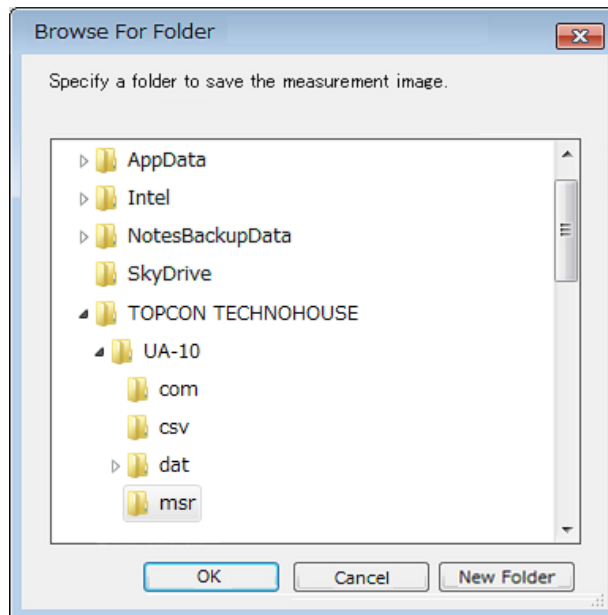 Browse For Folder
Specify a folder to save the measurement image.
AppData
Intel
NotesBackupData
SkyDrive
TOPCON TECHNOHOUSE
UA-10
com
csv
dat
msr
OK Cancel New Folder